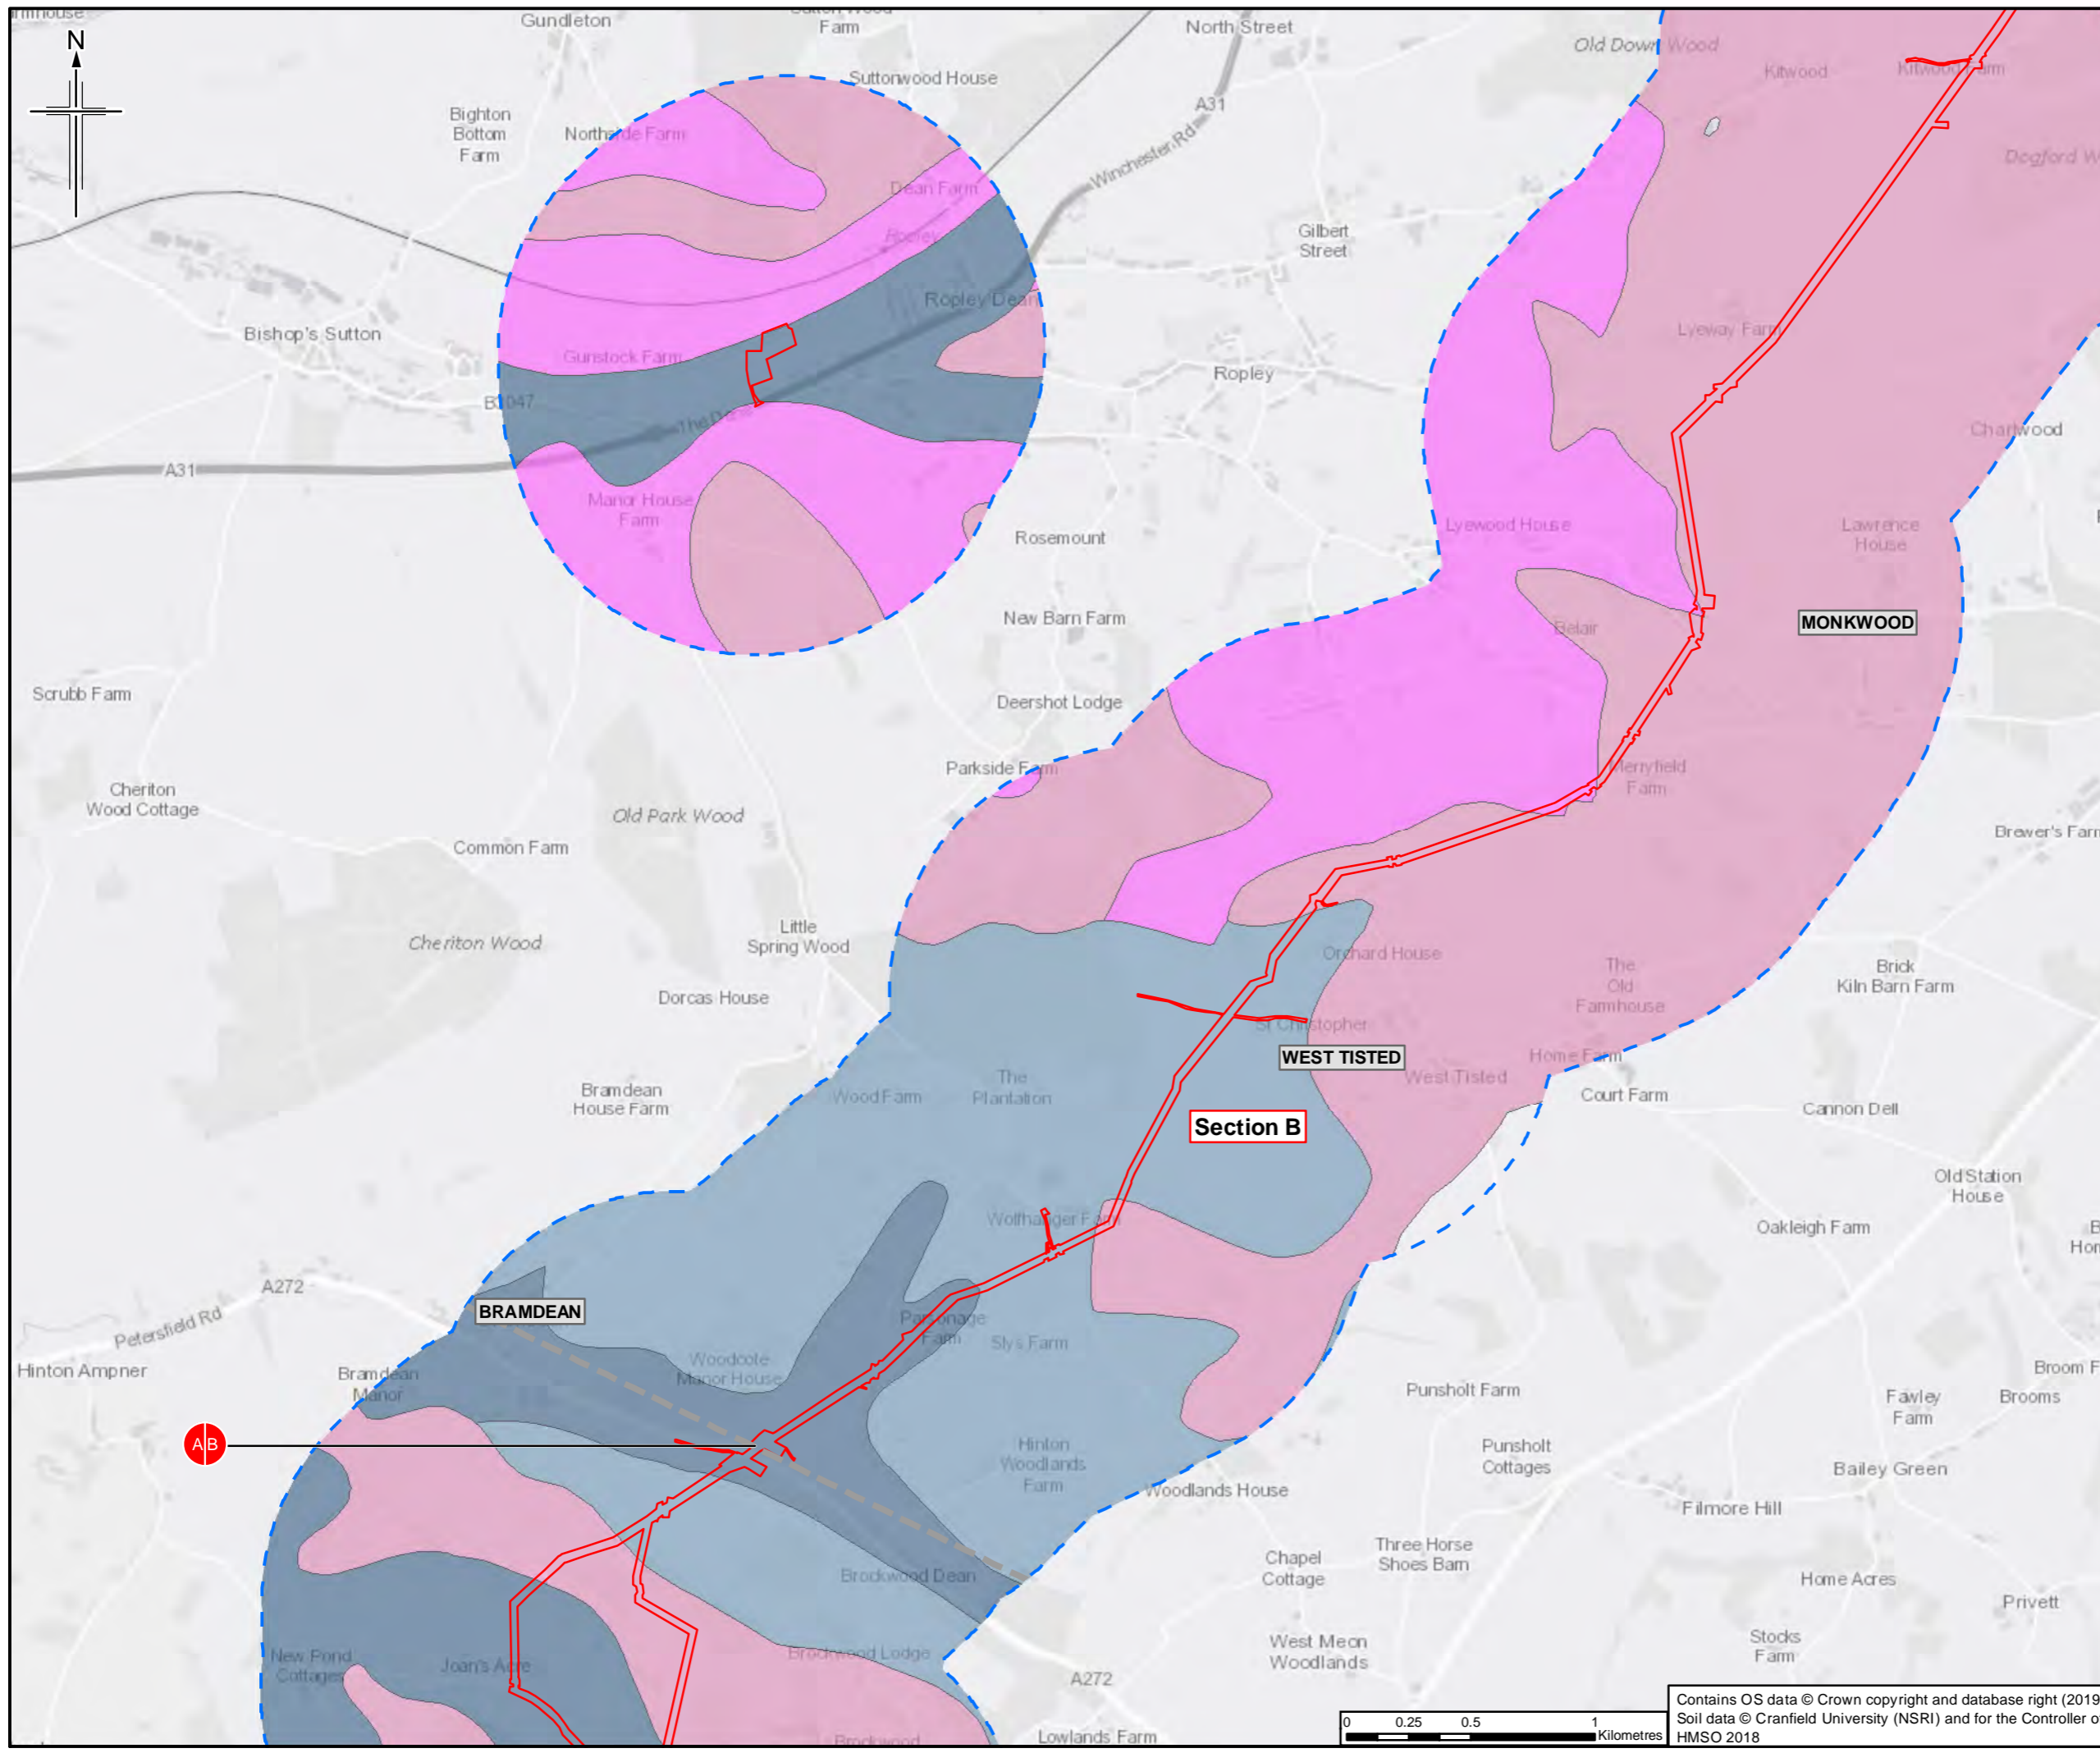 Gundleton
Farm
North Street
Old Down Wood
N
Suttonwood House
Kitwood
Kitwood Farm
A31
Bighton
Bottom
Farm
Northside Farm
Winchester Rd
Dean Farm
Ropley
Gilbert
Street
Ropley Dean
Bishop's Sutton
Lyeway Farm
Gunstock Farm
Ropley
B3047
Charlwood
A31
Manor House
Farm
Lyewood House
Lawrence
House
Rosemount
New Barn Farm
Belair
MONKWOOD
Scrubb Farm
Deershot Lodge
Parkside Farm
Merryfield
Farm
Cheriton
Wood Cottage
Old Park Wood
Common Farm
Brewer's Farm
Cheriton Wood
Little
Spring Wood
Orchard House
The
Old
Farmhouse
Brick
Kiln Barn Farm
Dorcas House
St Christopher
WEST TISTED
Home Farm
West Tisted
Bramdean
House Farm
Wood Farm
The
Plantation
Court Farm
Cannon Dell
Section B
Old Station
House
Wolfhanger Farm
Oakleigh Farm
A272
BRAMDEAN
Petersfield Rd
Parsonage
Farm
Slys Farm
Hinton Ampner
Bramdean
Manor
Woodcote
Manor House
Punsholt Farm
Fawley
Farm
Brooms
A B
Hinton
Woodlands
Farm
Punsholt
Cottages
Bailey Green
Woodlands House
Filmore Hill
Three Horse
Shoes Barn
Chapel
Cottage
Brockwood Dean
Home Acres
Privett
New Pond
Cottages
Joan's Acre
Brockwood Lodge
West Meon
Woodlands
Stocks
Farm
A272
Brockwood
Lowlands Farm
0 0.25 0.5 1
Kilometres
Contains OS data © Crown copyright and database right (2019
Soil data © Cranfield University (NSRI) and for the Controller of
HMSO 2018